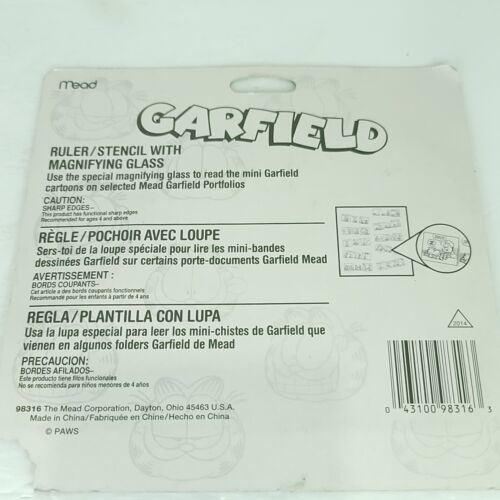 mead
GARFIELD
RULER/STENCIL WITH
MAGNIFYING GLASS
Use the special magnifying glass to read the mini Garfield
cartoons on selected Mead Garfield Portfolios
CAUTION:
SHARP EDGES–
This product has functional sharp edges
Recommended for ages 4 and above
RÈGLE/POCHOIR AVEC LOUPE
Sers-toi de la loupe spéciale pour lire les mini-bandes
dessinées Garfield sur certains porte-documents Garfield Mead
AVERTISSEMENT :
BORDS COUPANTS–
Cet article a des bords coupants fonctionnels
Recommandé pour les enfants à partir de 4 ans
REGLA/PLANTILLA CON LUPA
Usa la lupa especial para leer los mini-chistes de Garfield que
vienen en algunos folders Garfield de Mead
PRECAUCION:
BORDES AFILADOS–
Este producto tiene filos funcionales
No se recomienda para niños menores de 4 años
2014
98316 The Mead Corporation, Dayton, Ohio 45463 U.S.A.
Made in China/Fabriquée en Chine/Hecho en China
© PAWS
0 43100 98316 3